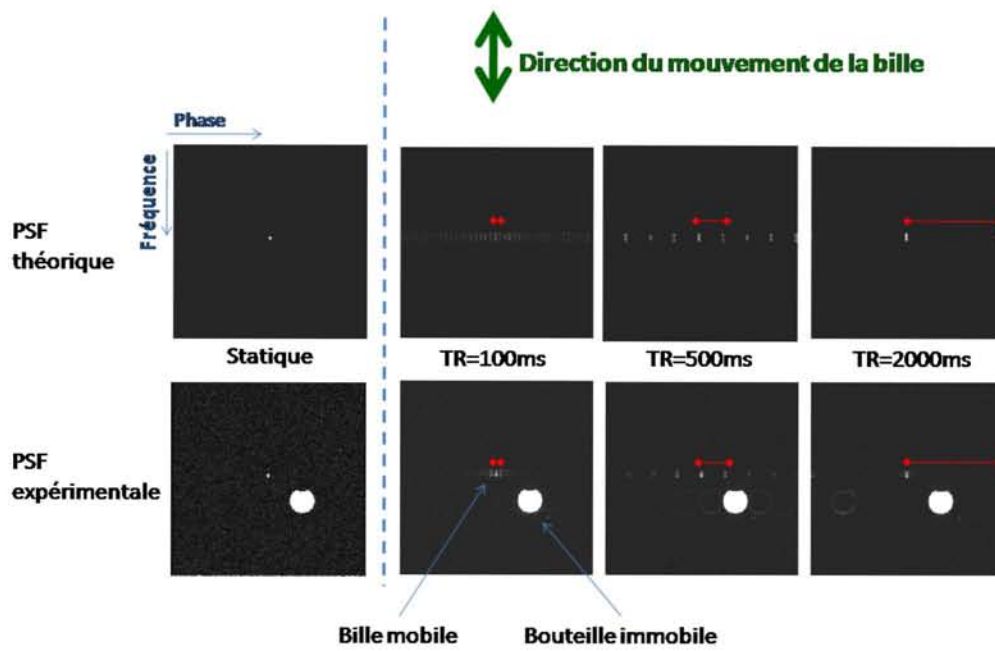 Direction du mouvement de la bille
Phase
Fréquence
PSF
théorique
Statique
TR=100ms
TR=500ms
TR=2000ms
PSF
expérimentale
Bille mobile
Bouteille immobile